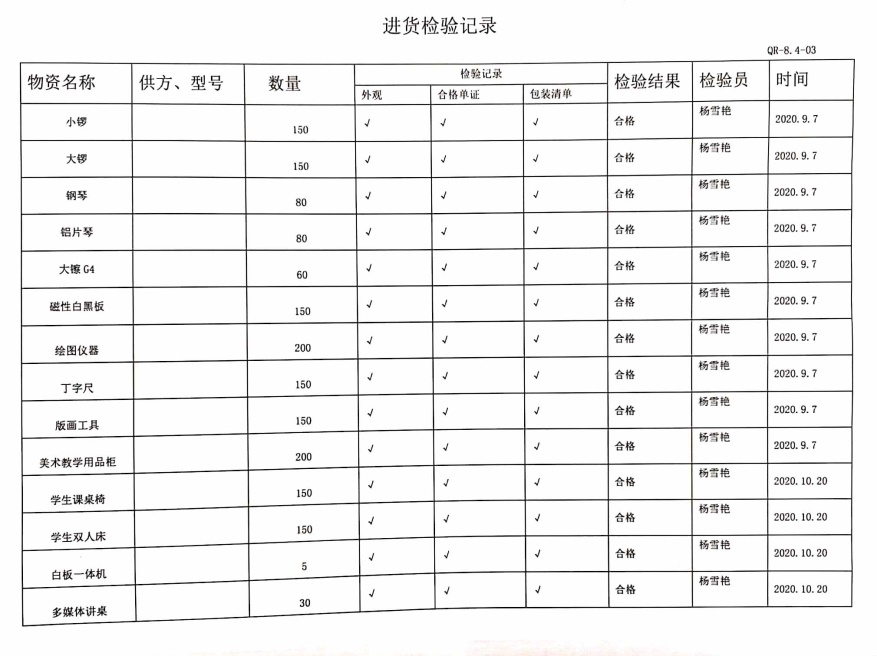 进货检验记录
QR-8.4-03
物资名称 供方、型号 数量 检验记录 检验结果 检验员 时间
外观 合格单证 包装清单
小锣 150 √ √ √ 合格 杨雪艳 2020.9.7
大锣 150 √ √ √ 合格 杨雪艳 2020.9.7
钢琴 80 √ √ √ 合格 杨雪艳 2020.9.7
铝片琴 80 √ √ √ 合格 杨雪艳 2020.9.7
大镲 G4 60 √ √ √ 合格 杨雪艳 2020.9.7
磁性白黑板 150 √ √ √ 合格 杨雪艳 2020.9.7
绘图仪器 200 √ √ √ 合格 杨雪艳 2020.9.7
丁字尺 150 √ √ √ 合格 杨雪艳 2020.9.7
版画工具 150 √ √ √ 合格 杨雪艳 2020.9.7
美术教学用品柜 200 √ √ √ 合格 杨雪艳 2020.9.7
学生课桌椅 150 √ √ √ 合格 杨雪艳 2020.10.20
学生双人床 150 √ √ √ 合格 杨雪艳 2020.10.20
白板一体机 5 √ √ √ 合格 杨雪艳 2020.10.20
多媒体讲桌 30 √ √ √ 合格 杨雪艳 2020.10.20